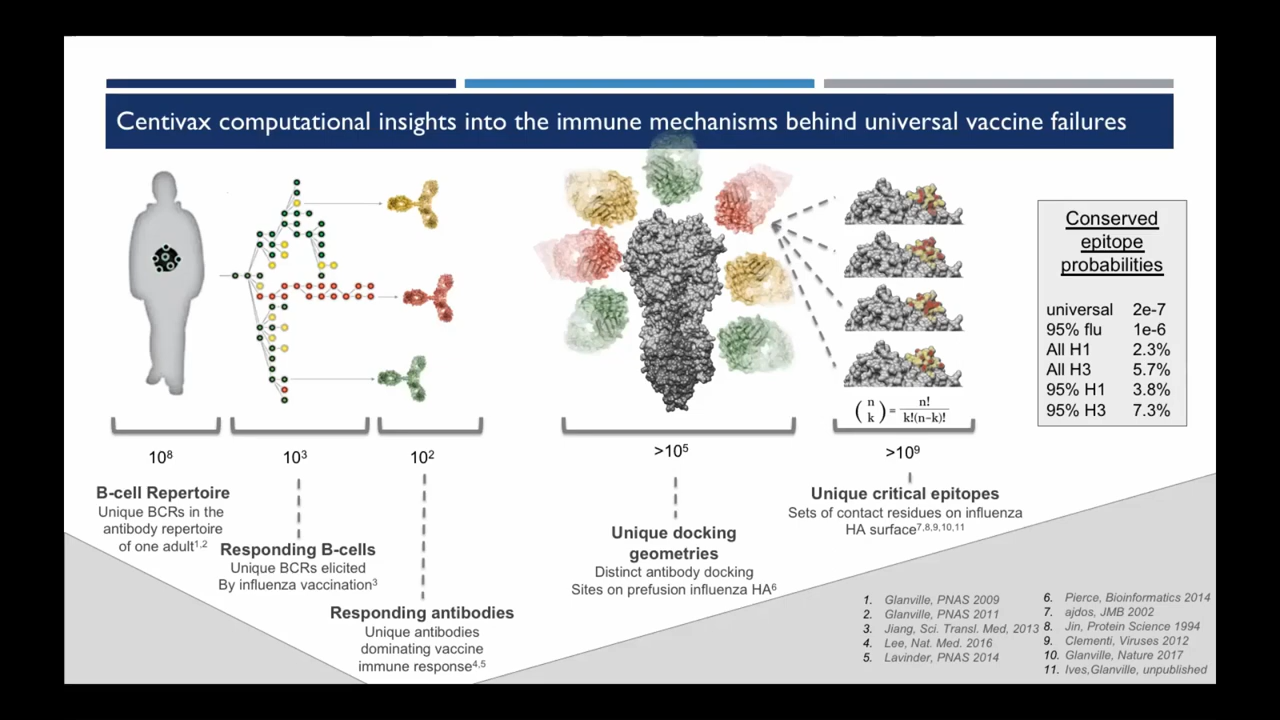 Centivax computational insights into the immune mechanisms behind universal vaccine failures
Conserved
epitope
probabilities
universal 2e-7
95% flu 1e-6
All H1 2.3%
All H3 5.7%
95% H1 3.8%
95% H3 7.3%
( n k ) = n! k!(n-k)!
10⁸
10³
10²
>10⁵
>10⁹
B-cell Repertoire
Unique BCRs in the
antibody repertoire
of one adult¹,²
Responding B-cells
Unique BCRs elicited
By influenza vaccination³
Responding antibodies
Unique antibodies
dominating vaccine
immune response⁴,⁵
Unique docking
geometries
Distinct antibody docking
Sites on prefusion influenza HA⁶
Unique critical epitopes
Sets of contact residues on influenza
HA surface⁷,⁸,⁹,¹⁰,¹¹
1. Glanville, PNAS 2009
2. Glanville, PNAS 2011
3. Jiang, Sci. Transl. Med, 2013
4. Lee, Nat. Med. 2016
5. Lavinder, PNAS 2014
6. Pierce, Bioinformatics 2014
7. ajdos, JMB 2002
8. Jin, Protein Science 1994
9. Clementi, Viruses 2012
10. Glanville, Nature 2017
11. Ives,Glanville, unpublished